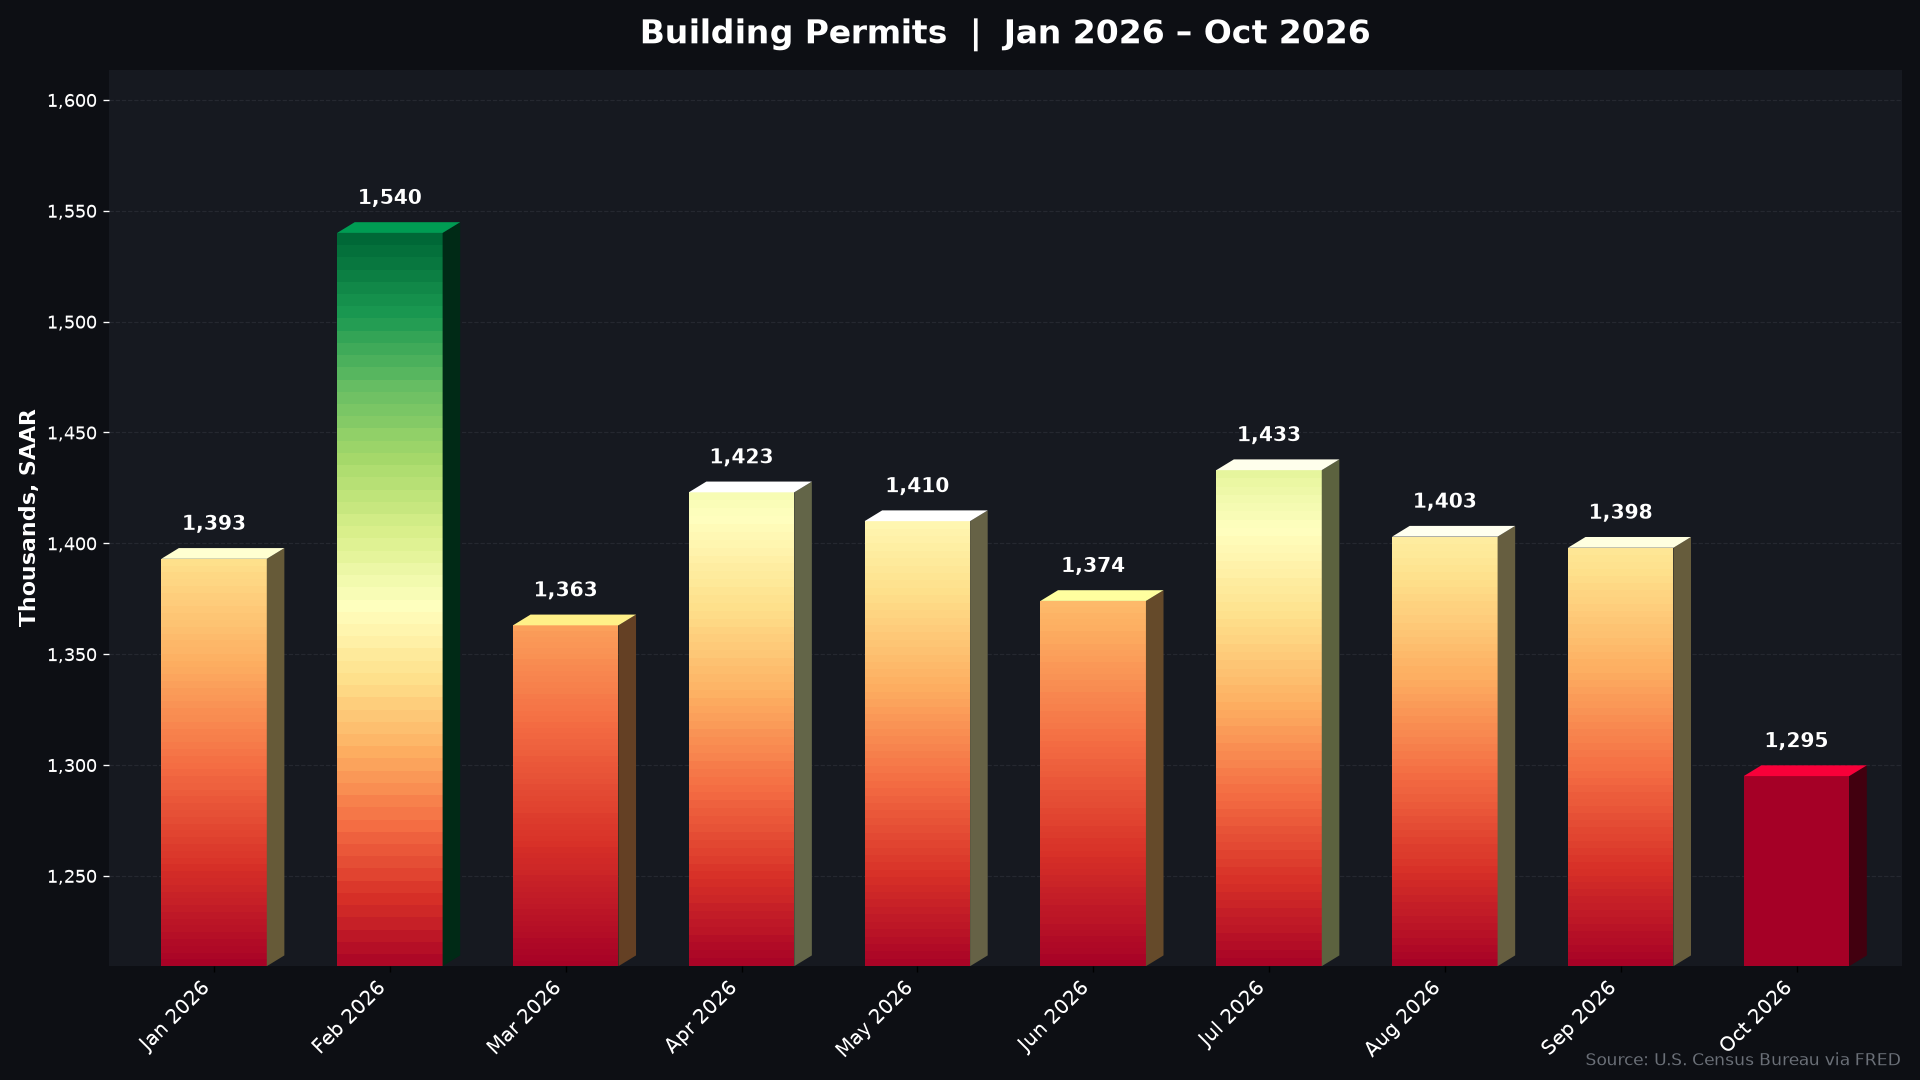 Building Permits | Jan 2026 – Oct 2026
Thousands, SAAR
1,600
1,550
1,500
1,450
1,400
1,350
1,300
1,250
1,393
1,540
1,363
1,423
1,410
1,374
1,433
1,403
1,398
1,295
Jan 2026
Feb 2026
Mar 2026
Apr 2026
May 2026
Jun 2026
Jul 2026
Aug 2026
Sep 2026
Oct 2026
Source: U.S. Census Bureau via FRED